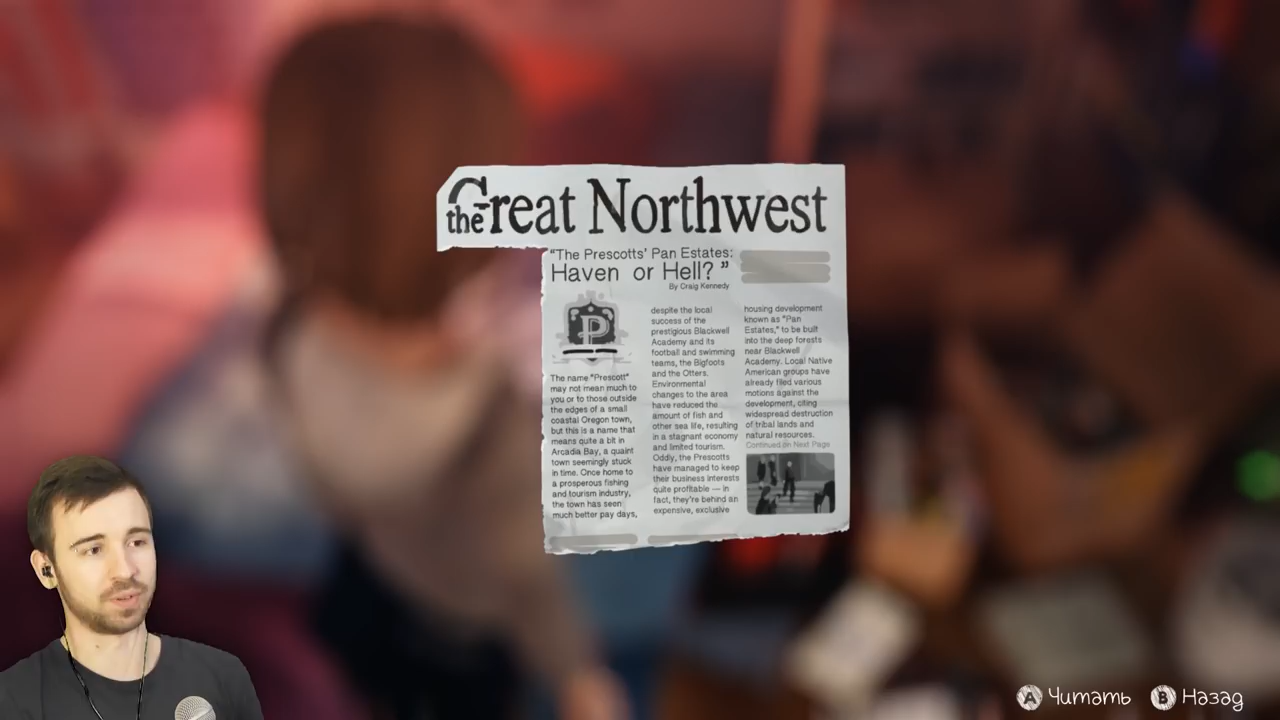 the Great Northwest
"The Prescotts' Pan Estates:
Haven or Hell? "
By Craig Kennedy
P
The name "Prescott"
may not mean much to
you or to those outside
the edges of a small
coastal Oregon town,
but this is a name that
means quite a bit in
Arcadia Bay, a quaint
town seemingly stuck
in time. Once home to
a prosperous fishing
and tourism industry,
the town has seen
much better pay days,
despite the local
success of the
prestigious Blackwell
Academy and its
football and swimming
teams, the Bigfoots
and the Otters.
Environmental
changes to the area
have reduced the
amount of fish and
other sea life, resulting
in a stagnant economy
and limited tourism.
Oddly, the Prescotts
have managed to keep
their business interests
quite profitable — in
fact, they're behind an
expensive, exclusive
housing development
known as "Pan
Estates," to be built
into the deep forests
near Blackwell
Academy. Local Native
American groups have
already filed various
motions against the
development, citing
widespread destruction
of tribal lands and
natural resources.
Continued on Next Page
A Читать B Назад